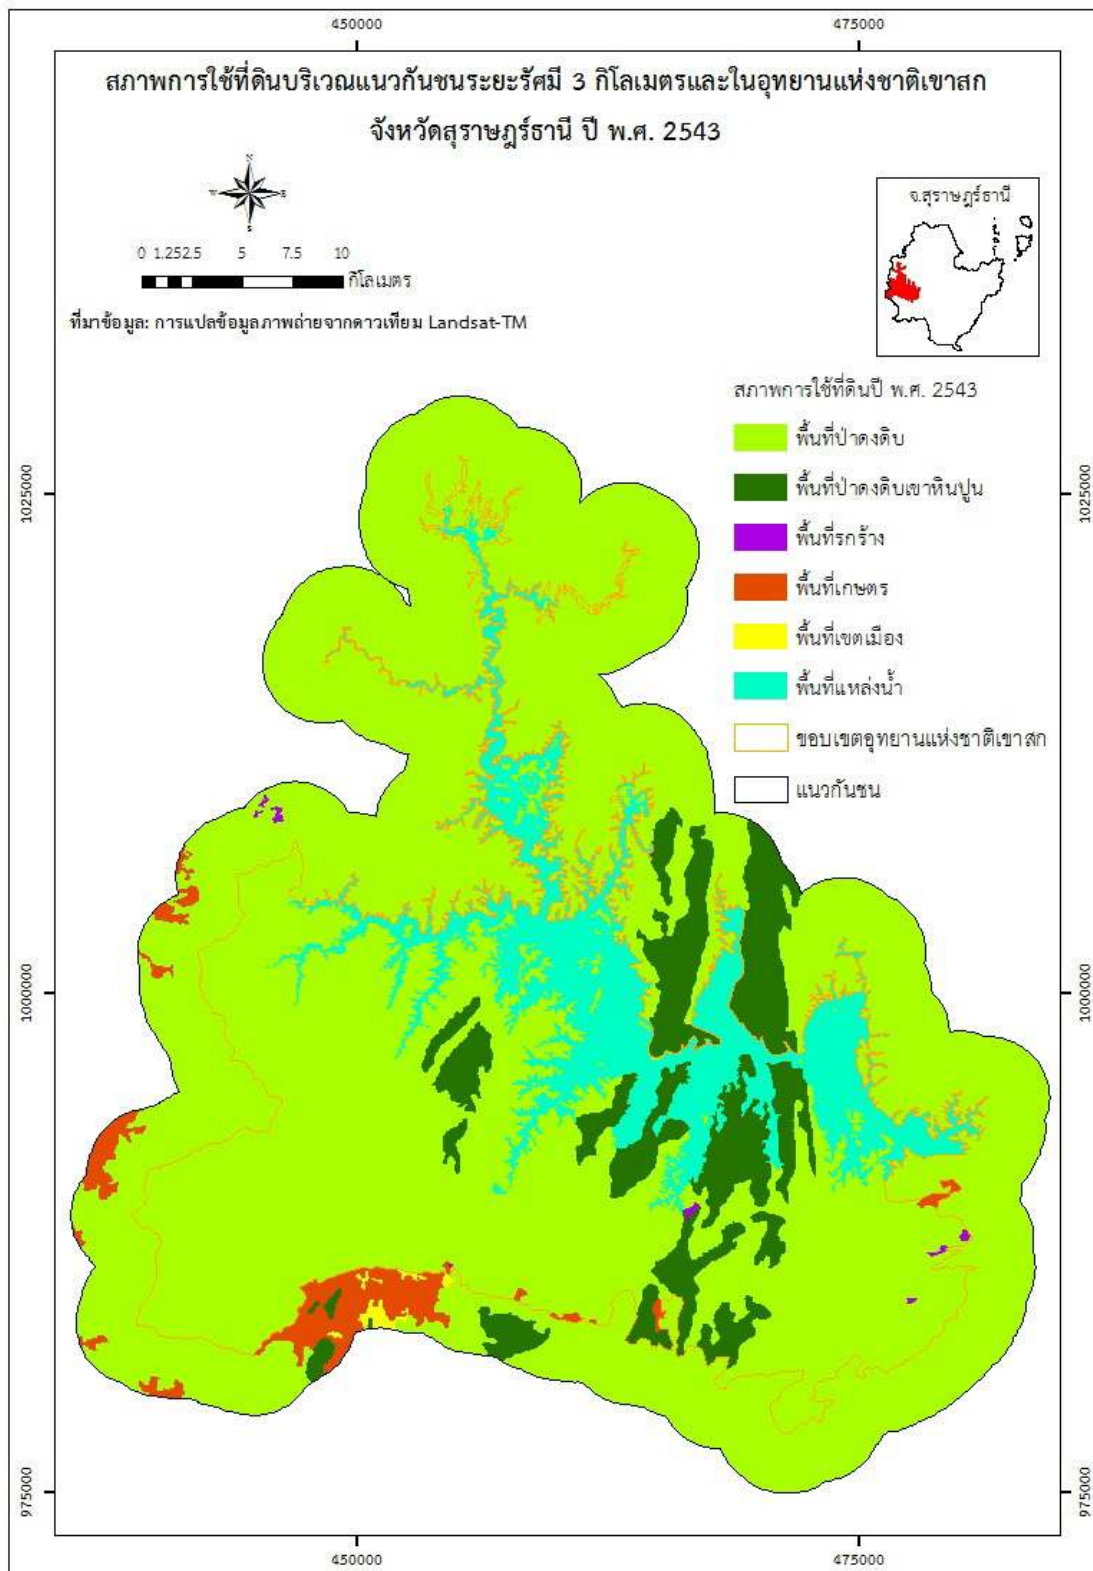 450000 475000
สภาพการใช้ที่ดินบริเวณแนวกันชนระยะรัศมี 3 กิโลเมตรและในอุทยานแห่งชาติเขาสก
จังหวัดสุราษฎร์ธานี ปี พ.ศ. 2543
N
W E
S
จ.สุราษฎร์ธานี
0 1.252.5 5 7.5 10
กิโลเมตร
ที่มาข้อมูล: การแปลข้อมูลภาพถ่ายจากดาวเทียม Landsat-TM
สภาพการใช้ที่ดินปี พ.ศ. 2543
พื้นที่ป่าดงดิบ
พื้นที่ป่าดงดิบเขาหินปูน
พื้นที่รกร้าง
พื้นที่เกษตร
พื้นที่เขตเมือง
พื้นที่แหล่งน้ำ
ขอบเขตอุทยานแห่งชาติเขาสก
แนวกันชน
1025000 1025000
1000000 1000000
975000 975000
450000 475000